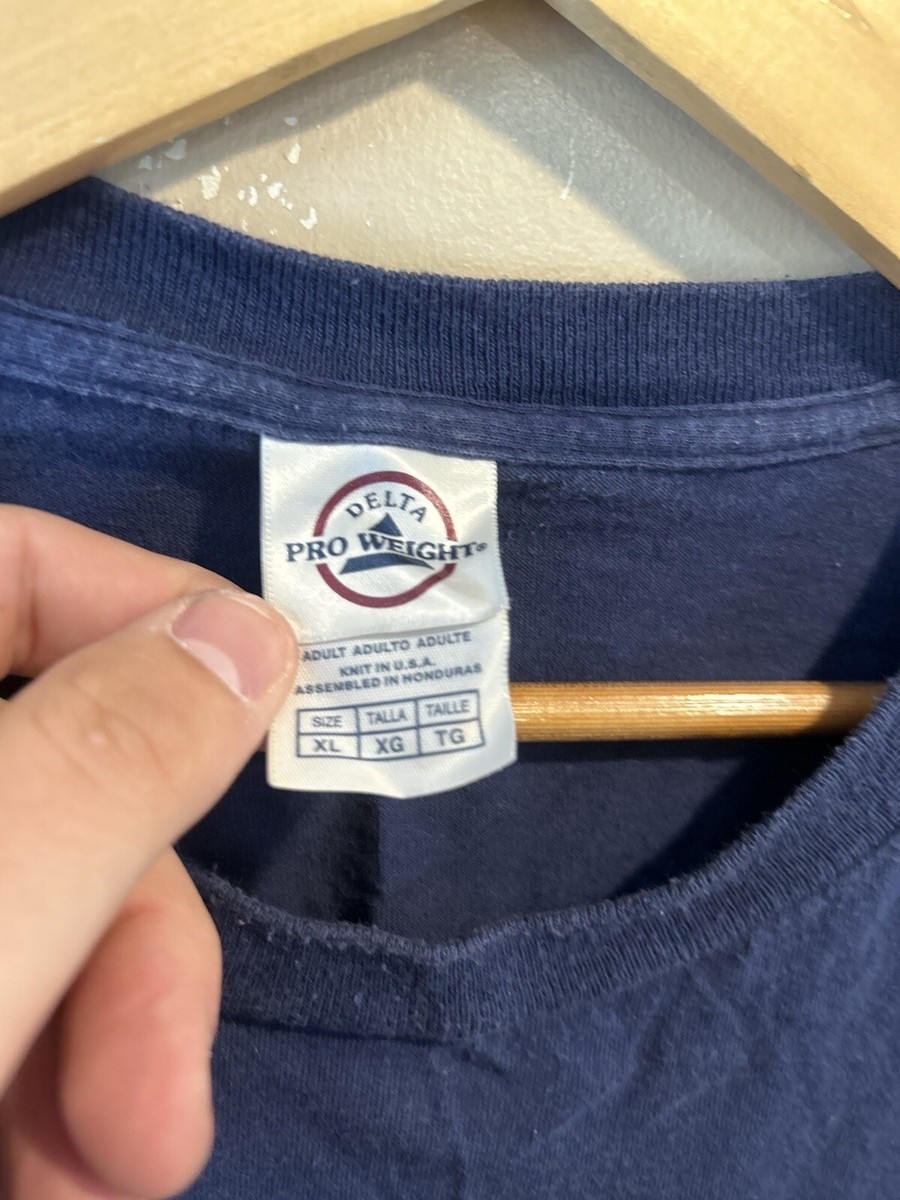 DELTA
PRO WEIGHT®
ADULT ADULTO ADULTE
KNIT IN U.S.A.
ASSEMBLED IN HONDURAS
SIZE TALLA TAILLE
XL XG TG